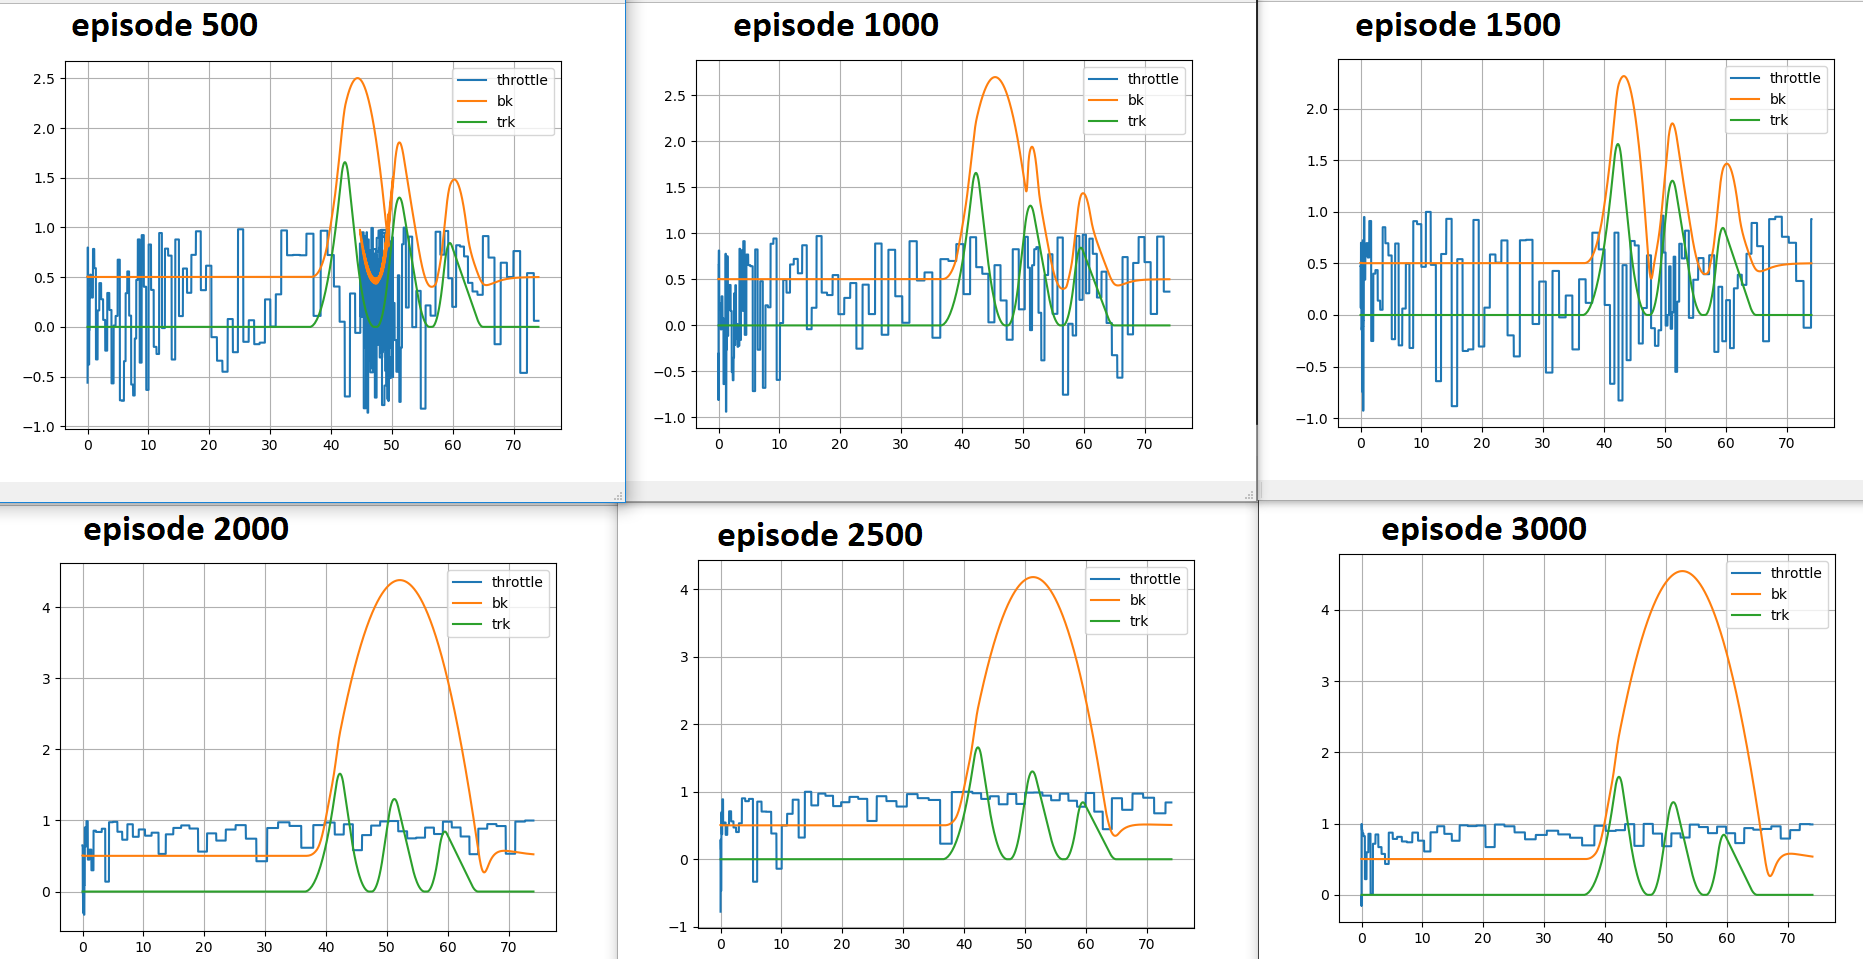 episode 500
throttle
bk
trk
2.5
2.0
1.5
1.0
0.5
0.0
−0.5
−1.0
0 10 20 30 40 50 60 70
episode 1000
throttle
bk
trk
2.5
2.0
1.5
1.0
0.5
0.0
−0.5
−1.0
0 10 20 30 40 50 60 70
episode 1500
throttle
bk
trk
2.0
1.5
1.0
0.5
0.0
−0.5
−1.0
0 10 20 30 40 50 60 70
episode 2000
throttle
bk
trk
4
3
2
1
0
0 10 20 30 40 50 60 70
episode 2500
throttle
bk
trk
4
3
2
1
0
−1
0 10 20 30 40 50 60 70
episode 3000
throttle
bk
trk
4
3
2
1
0
0 10 20 30 40 50 60 70